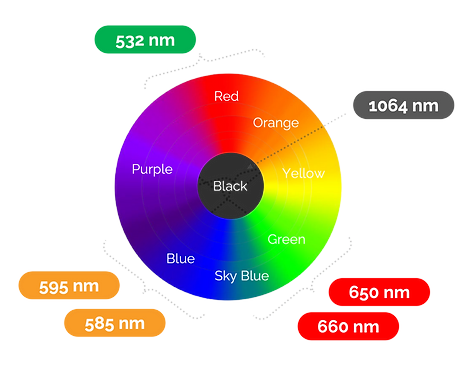 532 nm
Red
1064 nm
Orange
Purple
Yellow
Black
Green
Blue
Sky Blue
595 nm
650 nm
585 nm
660 nm